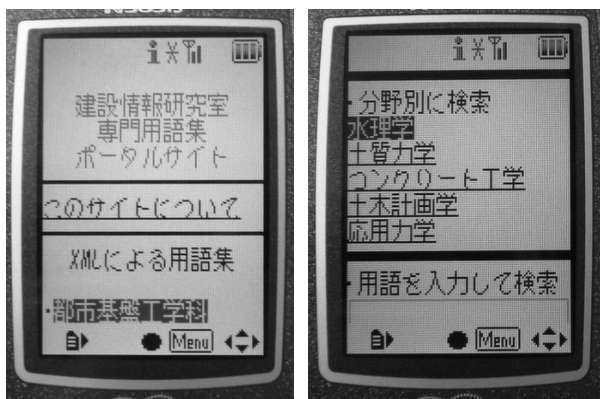 建設情報研究室
専門用語集
ポータルサイト
このサイトについて
XMLによる用語集
・都市基盤工学科
Menu
・分野別に検索
水理学
土質力学
コンクリート工学
土木計画学
応用力学
・用語を入力して検索
Menu